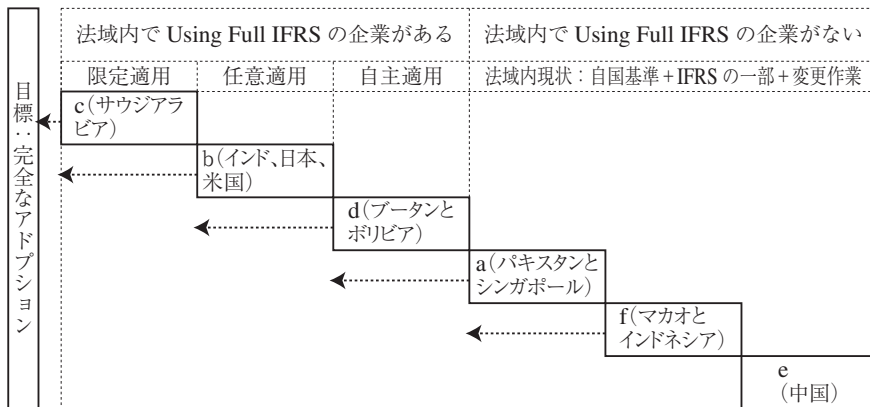 法域内で Using Full IFRS の企業がある
法域内で Using Full IFRS の企業がない
限定適用
任意適用
自主適用
法域内現状：自国基準＋IFRS の一部＋変更作業
目標：完全なアドプション
c（サウジアラ
ビア）
b（インド、日本、
米国）
d（ブータンと
ボリビア）
a（パキスタンと
シンガポール）
f（マカオと
インドネシア）
e
（中国）